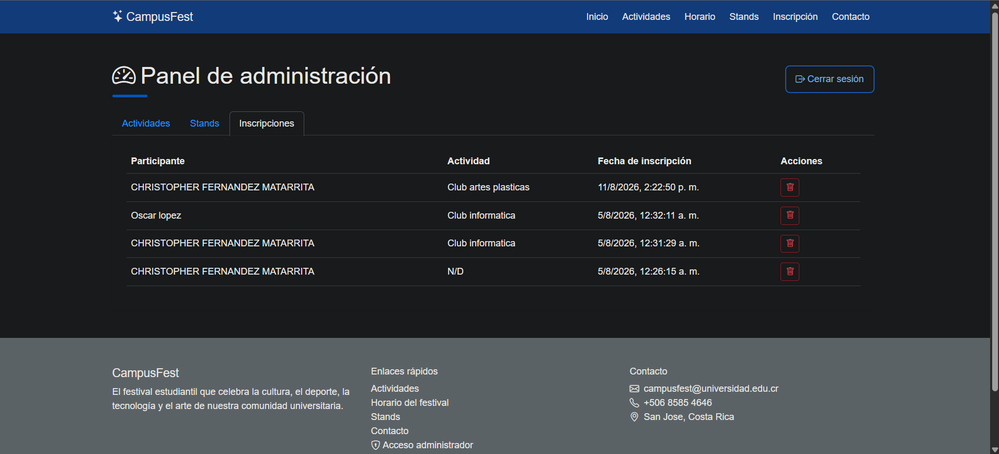 CampusFest
Inicio Actividades Horario Stands Inscripción Contacto
Panel de administración
Cerrar sesión
Actividades Stands Inscripciones
Participante Actividad Fecha de inscripción Acciones
CHRISTOPHER FERNANDEZ MATARRITA Club artes plasticas 11/8/2026, 2:22:50 p. m.
Oscar lopez Club informatica 5/8/2026, 12:32:11 a. m.
CHRISTOPHER FERNANDEZ MATARRITA Club informatica 5/8/2026, 12:31:29 a. m.
CHRISTOPHER FERNANDEZ MATARRITA N/D 5/8/2026, 12:26:15 a. m.
CampusFest
El festival estudiantil que celebra la cultura, el deporte, la
tecnología y el arte de nuestra comunidad universitaria.
Enlaces rápidos
Actividades
Horario del festival
Stands
Contacto
Acceso administrador
Contacto
campusfest@universidad.edu.cr
+506 8585 4646
San Jose, Costa Rica